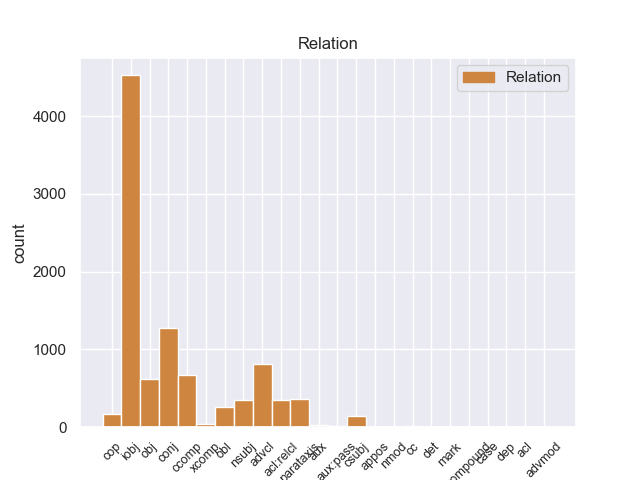 Relation
Relation
count
4000
3000
2000
1000
0
cop
iobj
obj
conj
ccomp
xcomp
obl
nsubj
advcl
acl:relcl
parataxis
aux
aux:pass
csubj
appos
nmod
cc
det
mark
compound
case
dep
acl
advmod